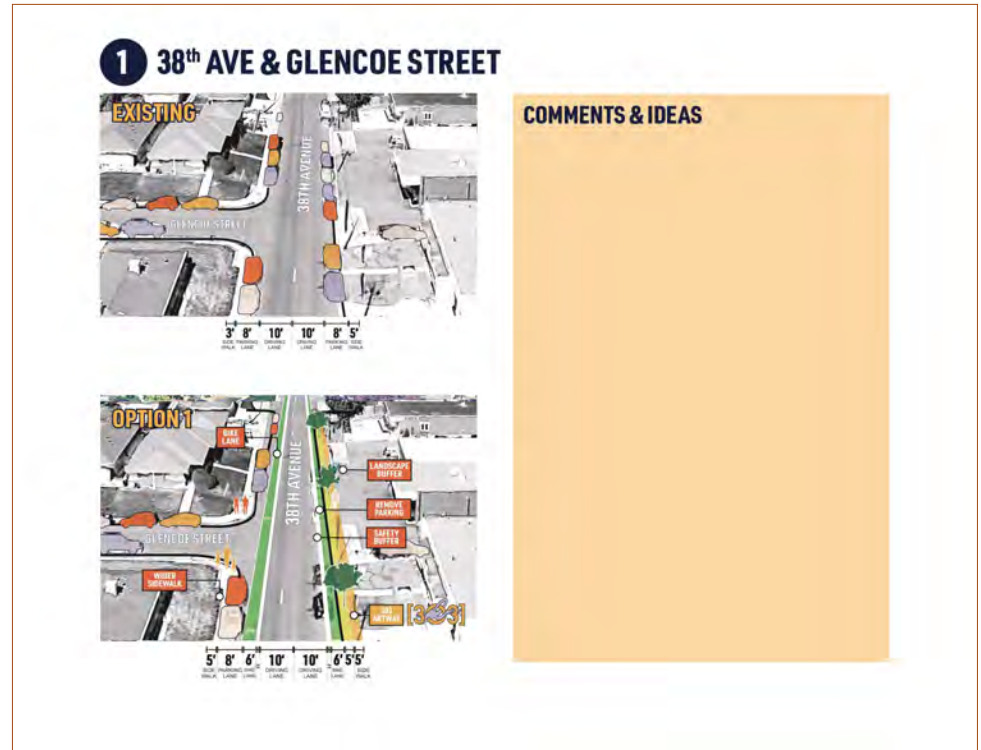 1 38th AVE & GLENCOE STREET
EXISTING
38TH AVENUE
GLENCOE STREET
3' 8' 10' 10' 8' 5'
SIDE WALK PARKING LANE DRIVING LANE DRIVING LANE PARKING LANE SIDE WALK
OPTION 1
BIKE LANE
38TH AVENUE
LANDSCAPE BUFFER
REMOVE PARKING
SAFETY BUFFER
GLENCOE STREET
WIDER SIDEWALK
ARTWALK
5' 8' 6' 10' 10' 6' 5' 5'
SIDE WALK PARKING LANE BIKE LANE DRIVING LANE DRIVING LANE BIKE LANE SIDE WALK
COMMENTS & IDEAS